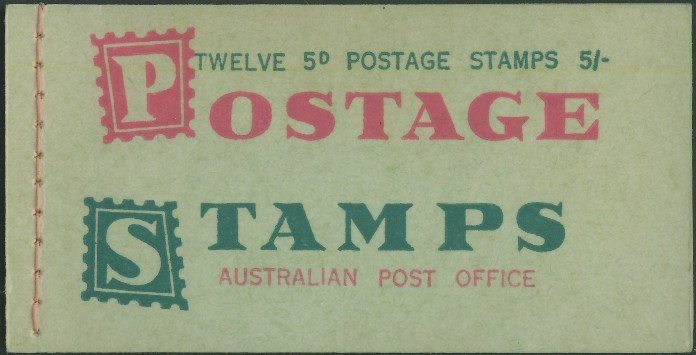 TWELVE 5D POSTAGE STAMPS 5/-
POSTAGE
STAMPS
AUSTRALIAN POST OFFICE